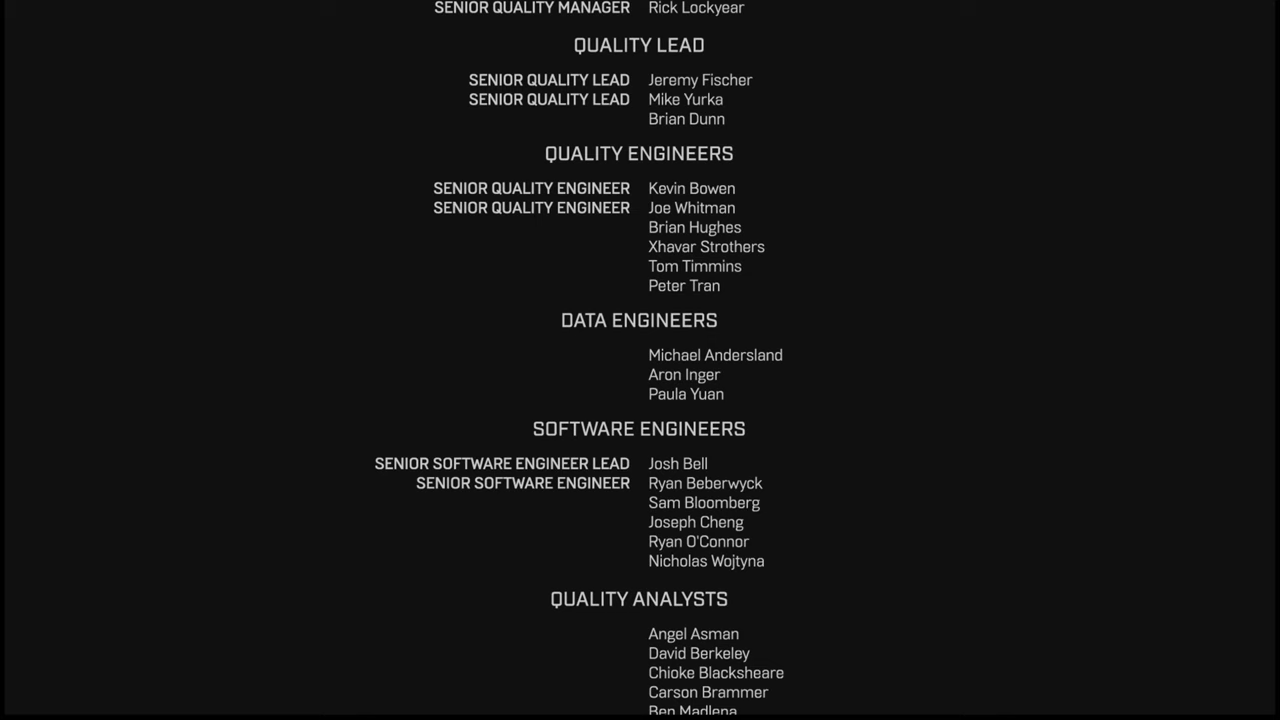 SENIOR QUALITY MANAGER Rick Lockyear
QUALITY LEAD
SENIOR QUALITY LEAD Jeremy Fischer
SENIOR QUALITY LEAD Mike Yurka
Brian Dunn
QUALITY ENGINEERS
SENIOR QUALITY ENGINEER Kevin Bowen
SENIOR QUALITY ENGINEER Joe Whitman
Brian Hughes
Xhavar Strothers
Tom Timmins
Peter Tran
DATA ENGINEERS
Michael Andersland
Aron Inger
Paula Yuan
SOFTWARE ENGINEERS
SENIOR SOFTWARE ENGINEER LEAD Josh Bell
SENIOR SOFTWARE ENGINEER Ryan Beberwyck
Sam Bloomberg
Joseph Cheng
Ryan O'Connor
Nicholas Wojtyna
QUALITY ANALYSTS
Angel Asman
David Berkeley
Chioke Blacksheare
Carson Brammer
Ben Madlena